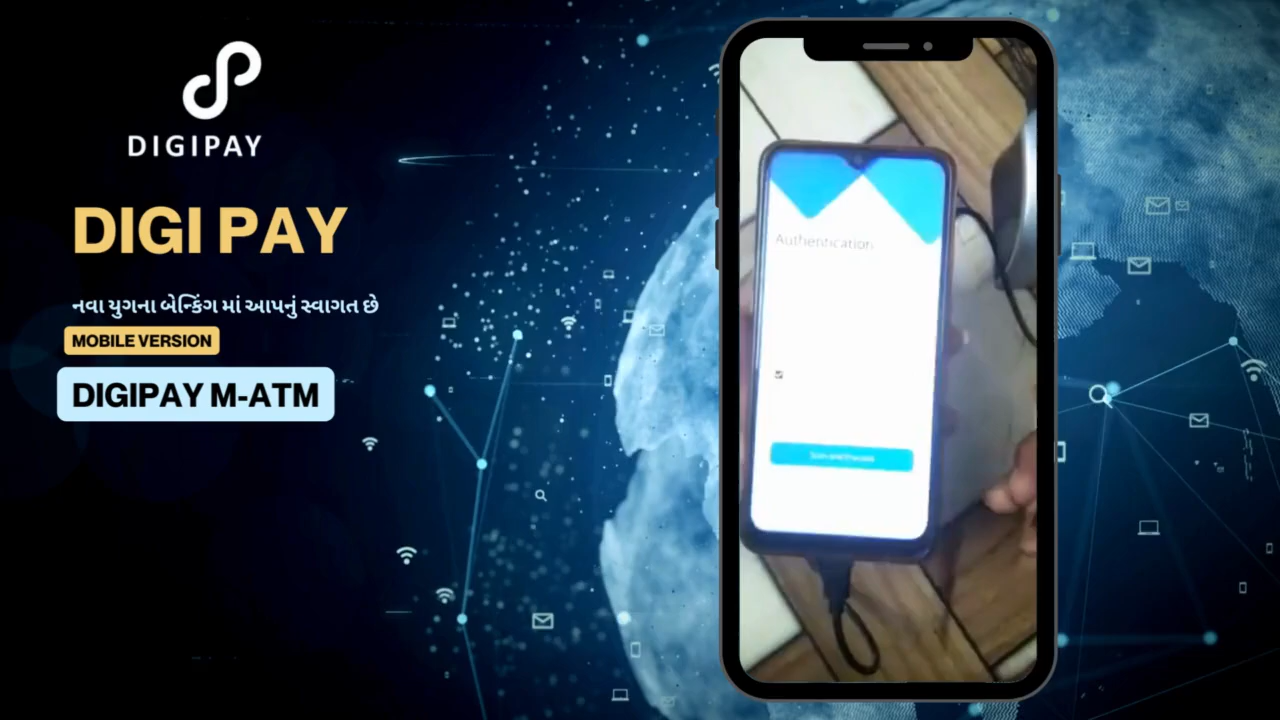 DIGIPAY
DIGI PAY
નવા યુગના બેન્કિંગ માં આપનું સ્વાગત છે
MOBILE VERSION
DIGIPAY M-ATM
Authentication